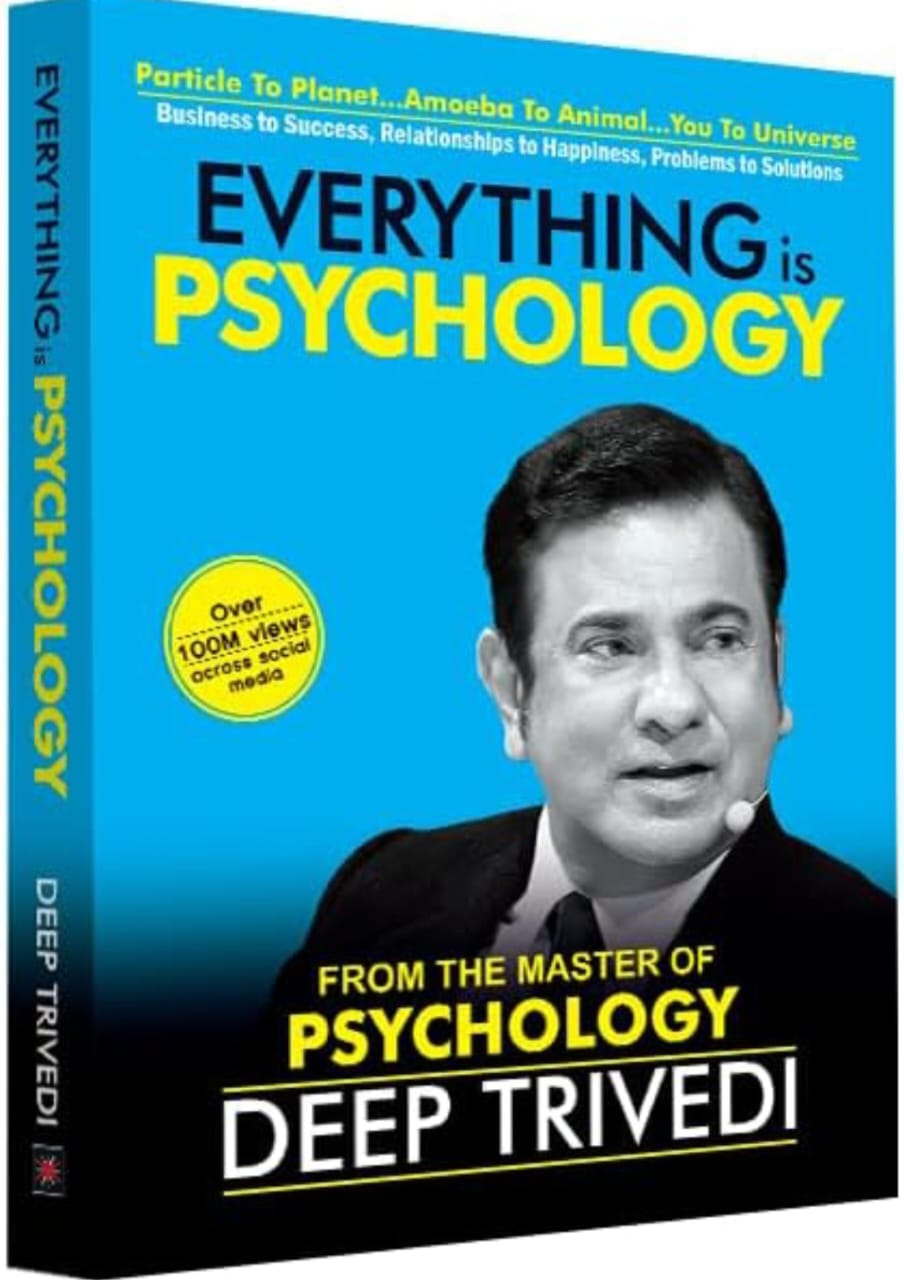 Particle To Planet...Amoeba To Animal...You To Universe
Business to Success, Relationships to Happiness, Problems to Solutions
EVERYTHING is
PSYCHOLOGY
Over
100M views
across social
media
FROM THE MASTER OF
PSYCHOLOGY
DEEP TRIVEDI
EVERYTHING is PSYCHOLOGY DEEP TRIVEDI